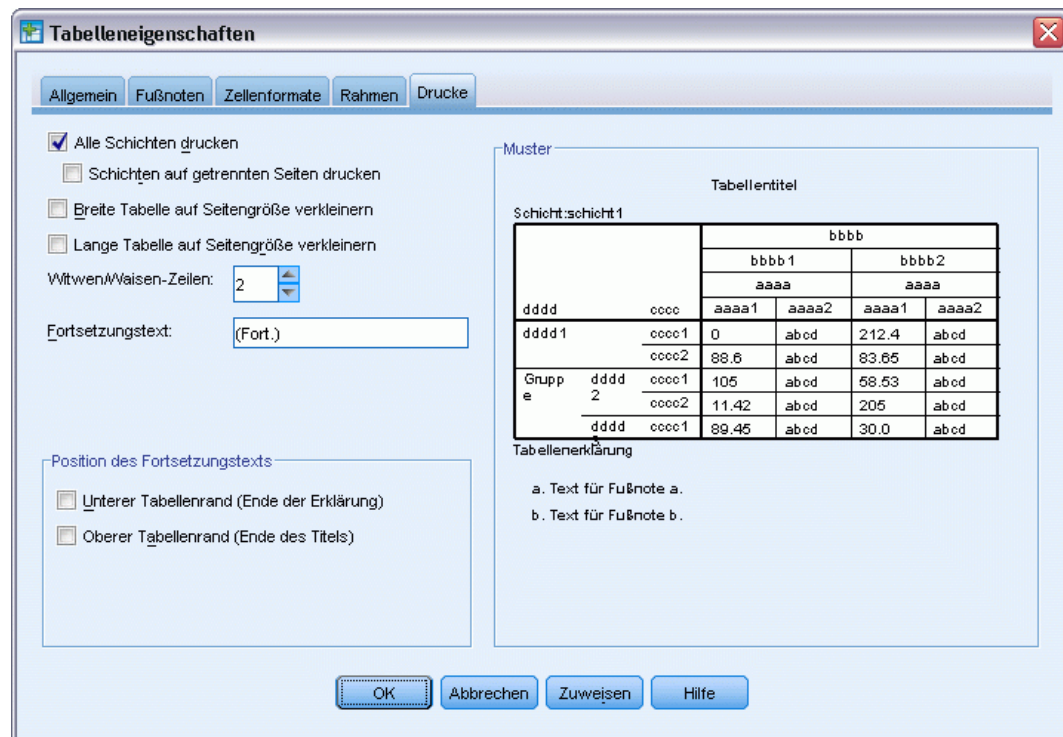 Tabelleneigenschaften
Allgemein Fußnoten Zellenformate Rahmen Drucke
Alle Schichten drucken
Schichten auf getrennten Seiten drucken
Breite Tabelle auf Seitengröße verkleinern
Lange Tabelle auf Seitengröße verkleinern
Witwen/Waisen-Zeilen: 2
Fortsetzungstext: (Fort.)
Position des Fortsetzungstexts
Unterer Tabellenrand (Ende der Erklärung)
Oberer Tabellenrand (Ende des Titels)
Muster
Tabellentitel
Schicht:schicht1
bbbb
bbbb1 bbbb2
aaaa aaaa
dddd cccc aaaa1 aaaa2 aaaa1 aaaa2
dddd1 cccc1 0 abcd 212.4 abcd
cccc2 88.6 abcd 83.65 abcd
Grupp dddd cccc1 105 abcd 58.53 abcd
e 2 cccc2 11.42 abcd 205 abcd
dddd cccc1 89.45 abcd 30.0 abcd
Tabellenerklärung
a. Text für Fußnote a.
b. Text für Fußnote b.
OK Abbrechen Zuweisen Hilfe